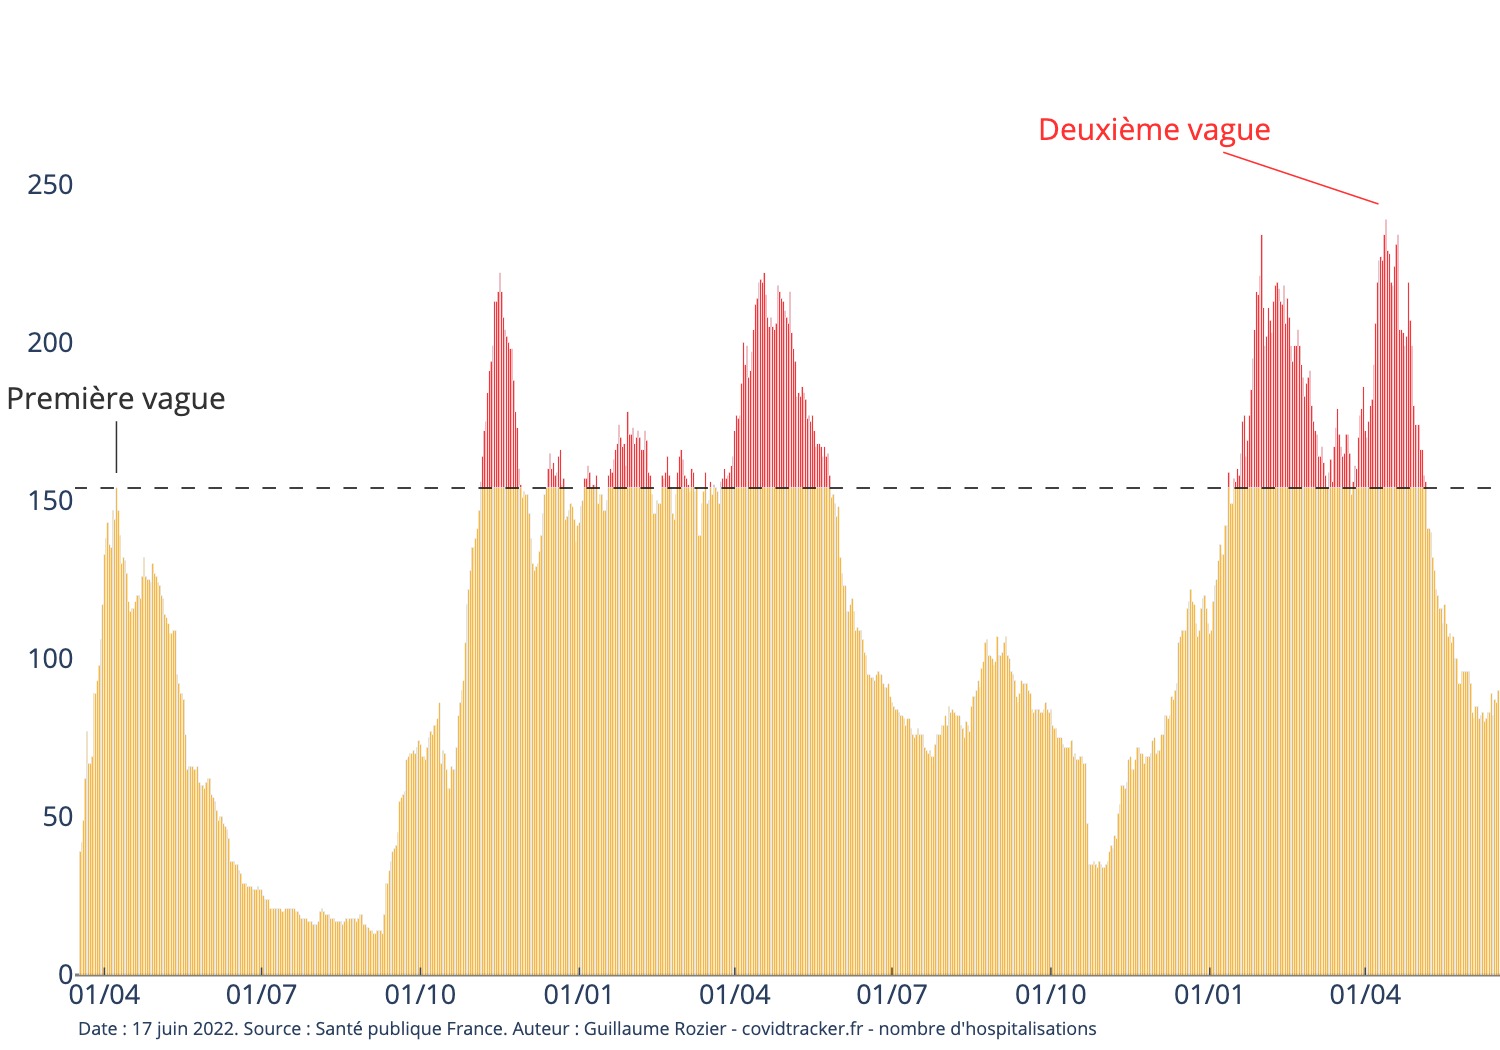 Deuxième vague
250
200
Première vague
150
100
50
0
01/04 01/07 01/10 01/01 01/04 01/07 01/10 01/01 01/04
Date : 17 juin 2022. Source : Santé publique France. Auteur : Guillaume Rozier - covidtracker.fr - nombre d'hospitalisations